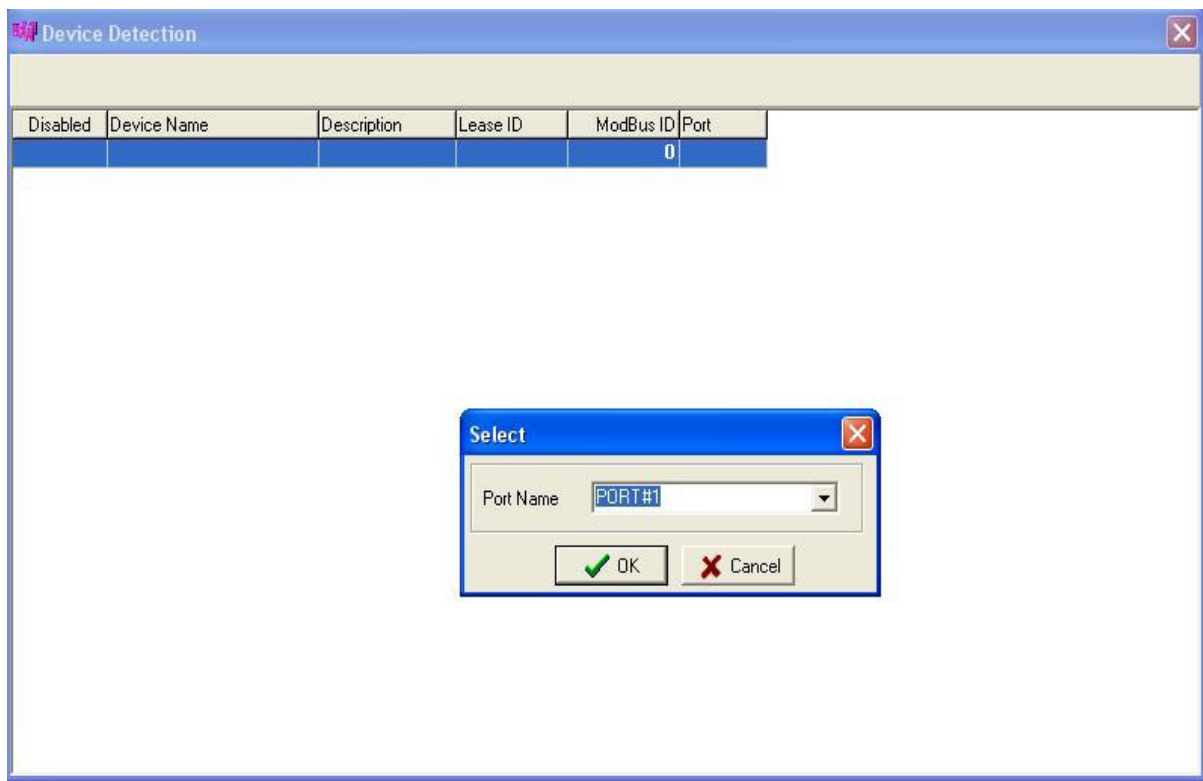 Device Detection
Disabled Device Name Description Lease ID ModBus ID Port
0
Select
Port Name PORT#1
OK Cancel